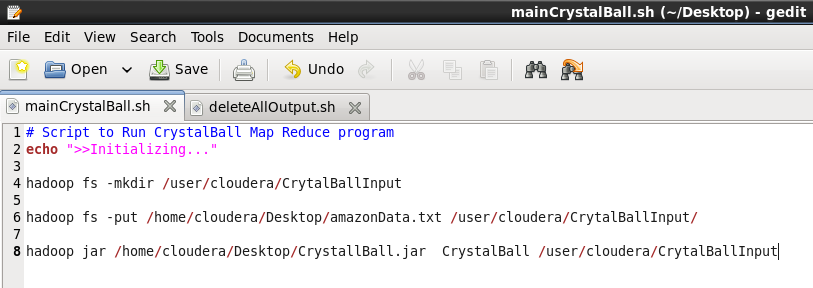 mainCrystalBall.sh (~/Desktop) - gedit
File Edit View Search Tools Documents Help
Open Save Undo
mainCrystalBall.sh deleteAllOutput.sh
1 # Script to Run CrystalBall Map Reduce program
2 echo ">>Initializing..."
3
4 hadoop fs -mkdir /user/cloudera/CrytalBallInput
5
6 hadoop fs -put /home/cloudera/Desktop/amazonData.txt /user/cloudera/CrytalBallInput/
7
8 hadoop jar /home/cloudera/Desktop/CrystallBall.jar  CrystalBall /user/cloudera/CrytalBallInput